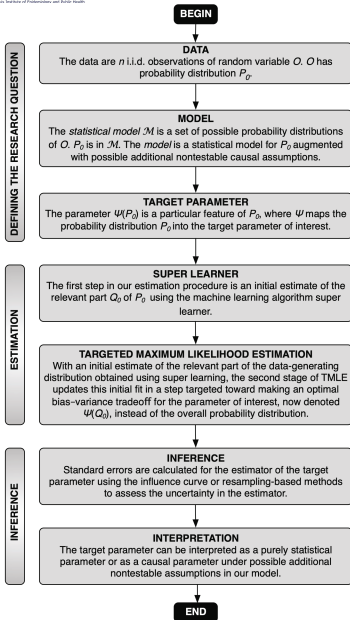 Institute of Epidemiology and Public Health
BEGIN
DEFINING THE RESEARCH QUESTION
DATA
The data are n i.i.d. observations of random variable O. O has
probability distribution P₀.
MODEL
The statistical model ℳ is a set of possible probability distributions
of O. P₀ is in ℳ. The model is a statistical model for P₀ augmented
with possible additional nontestable causal assumptions.
TARGET PARAMETER
The parameter Ψ(P₀) is a particular feature of P₀, where Ψ maps the
probability distribution P₀ into the target parameter of interest.
ESTIMATION
SUPER LEARNER
The first step in our estimation procedure is an initial estimate of the
relevant part Q₀ of P₀ using the machine learning algorithm super
learner.
TARGETED MAXIMUM LIKELIHOOD ESTIMATION
With an initial estimate of the relevant part of the data-generating
distribution obtained using super learning, the second stage of TMLE
updates this initial fit in a step targeted toward making an optimal
bias–variance tradeoff for the parameter of interest, now denoted
Ψ(Q₀), instead of the overall probability distribution.
INFERENCE
INFERENCE
Standard errors are calculated for the estimator of the target
parameter using the influence curve or resampling-based methods
to assess the uncertainty in the estimator.
INTERPRETATION
The target parameter can be interpreted as a purely statistical
parameter or as a causal parameter under possible additional
nontestable assumptions in our model.
END